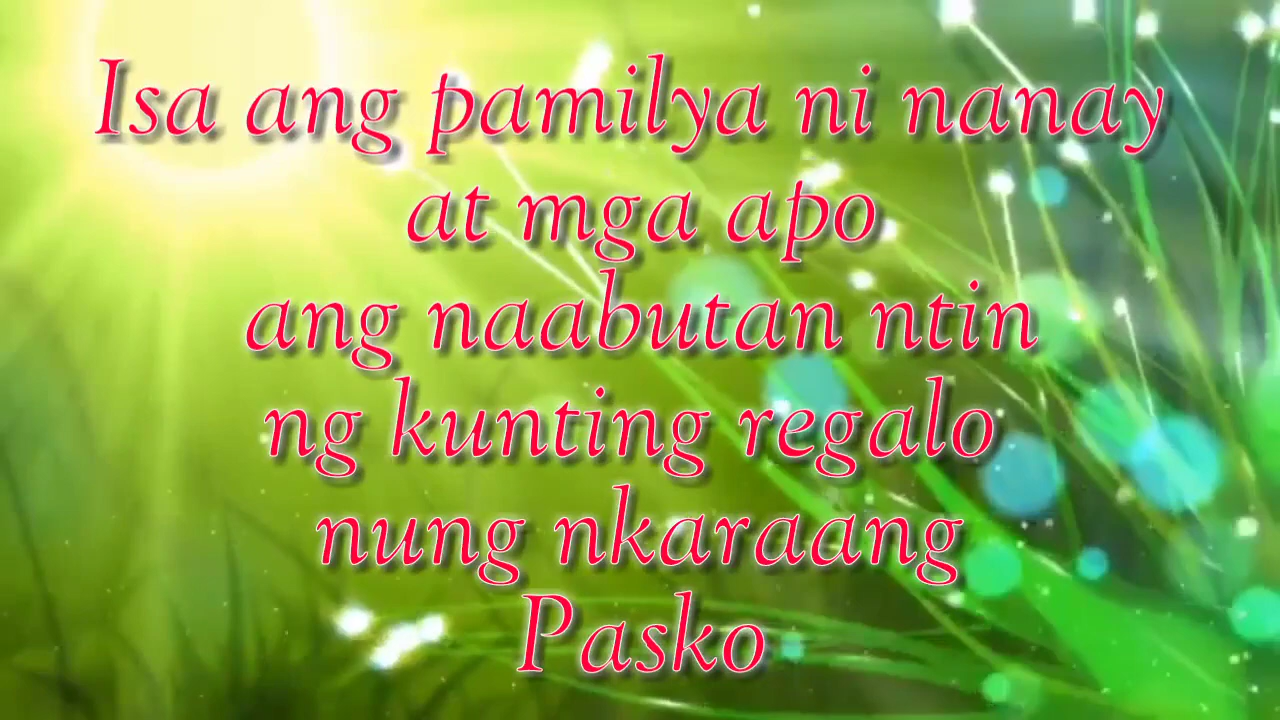 Isa ang pamilya ni nanay
at mga apo
ang naabutan ntin
ng kunting regalo
nung nkaraang
Pasko